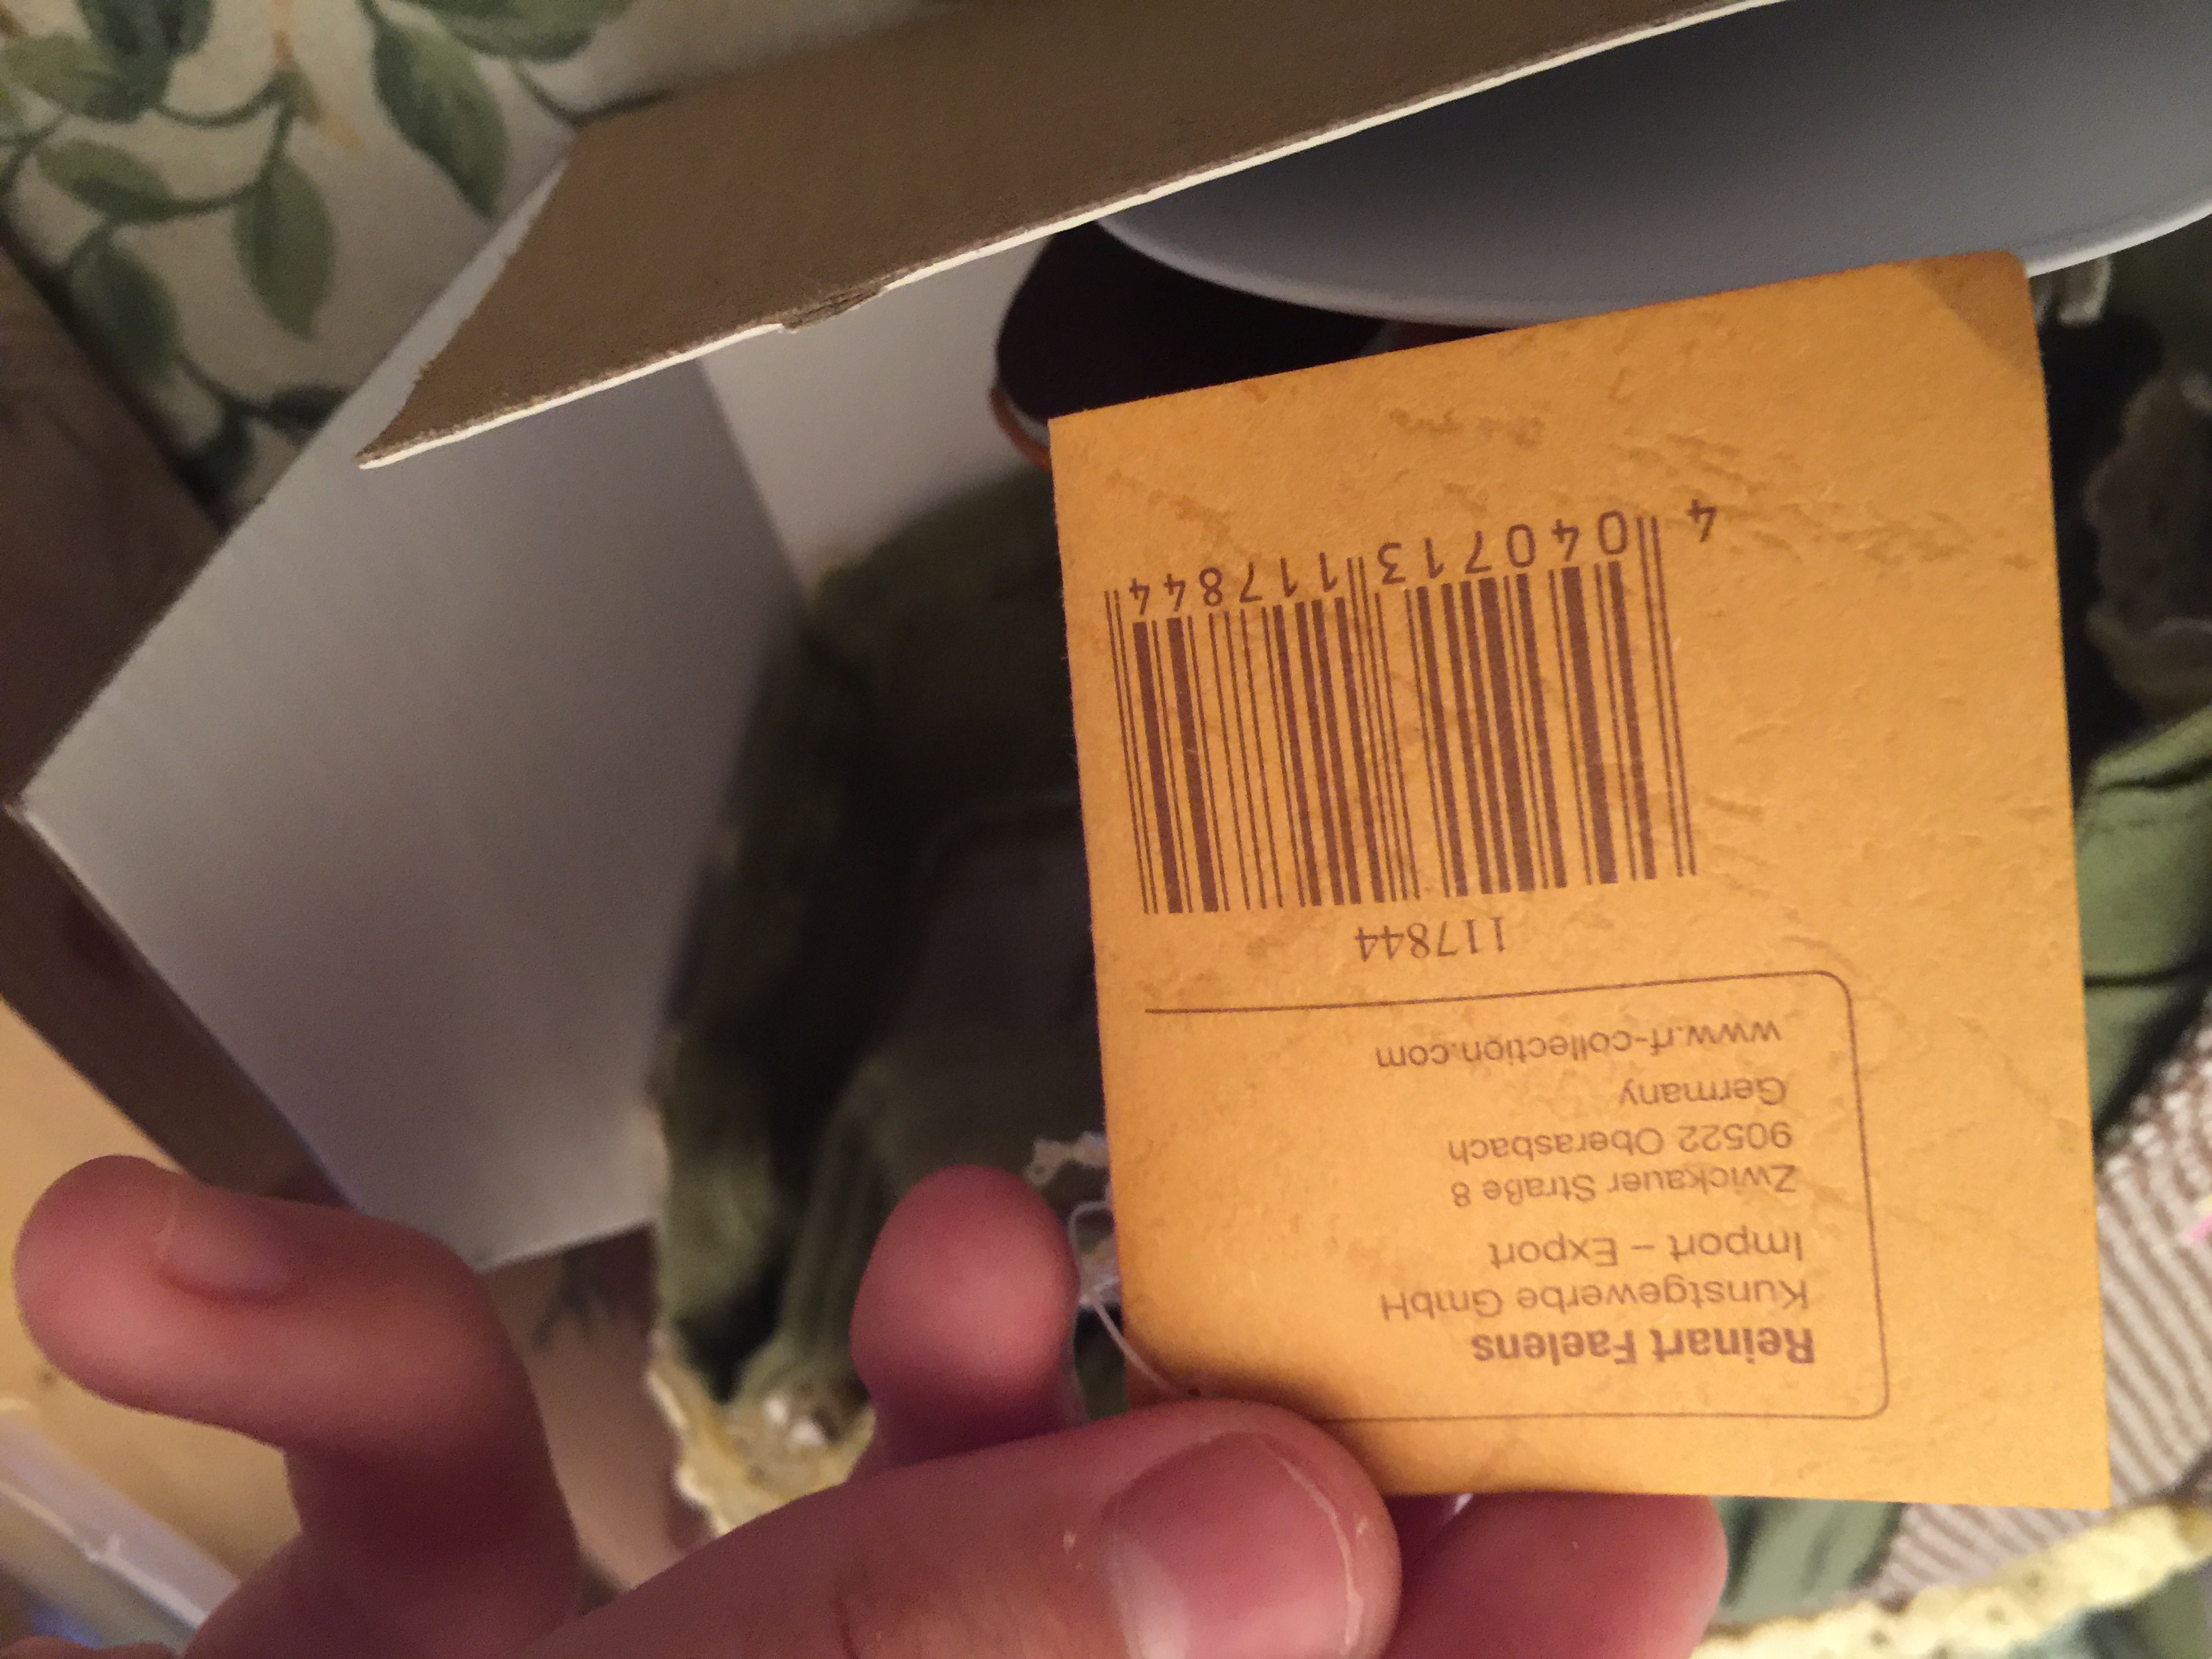 Reinart Faelens
Kunstgewerbe GmbH
Import – Export
Zwickauer Straße 8
90522 Oberasbach
Germany
www.rf-collection.com
117844
4 040713 117844